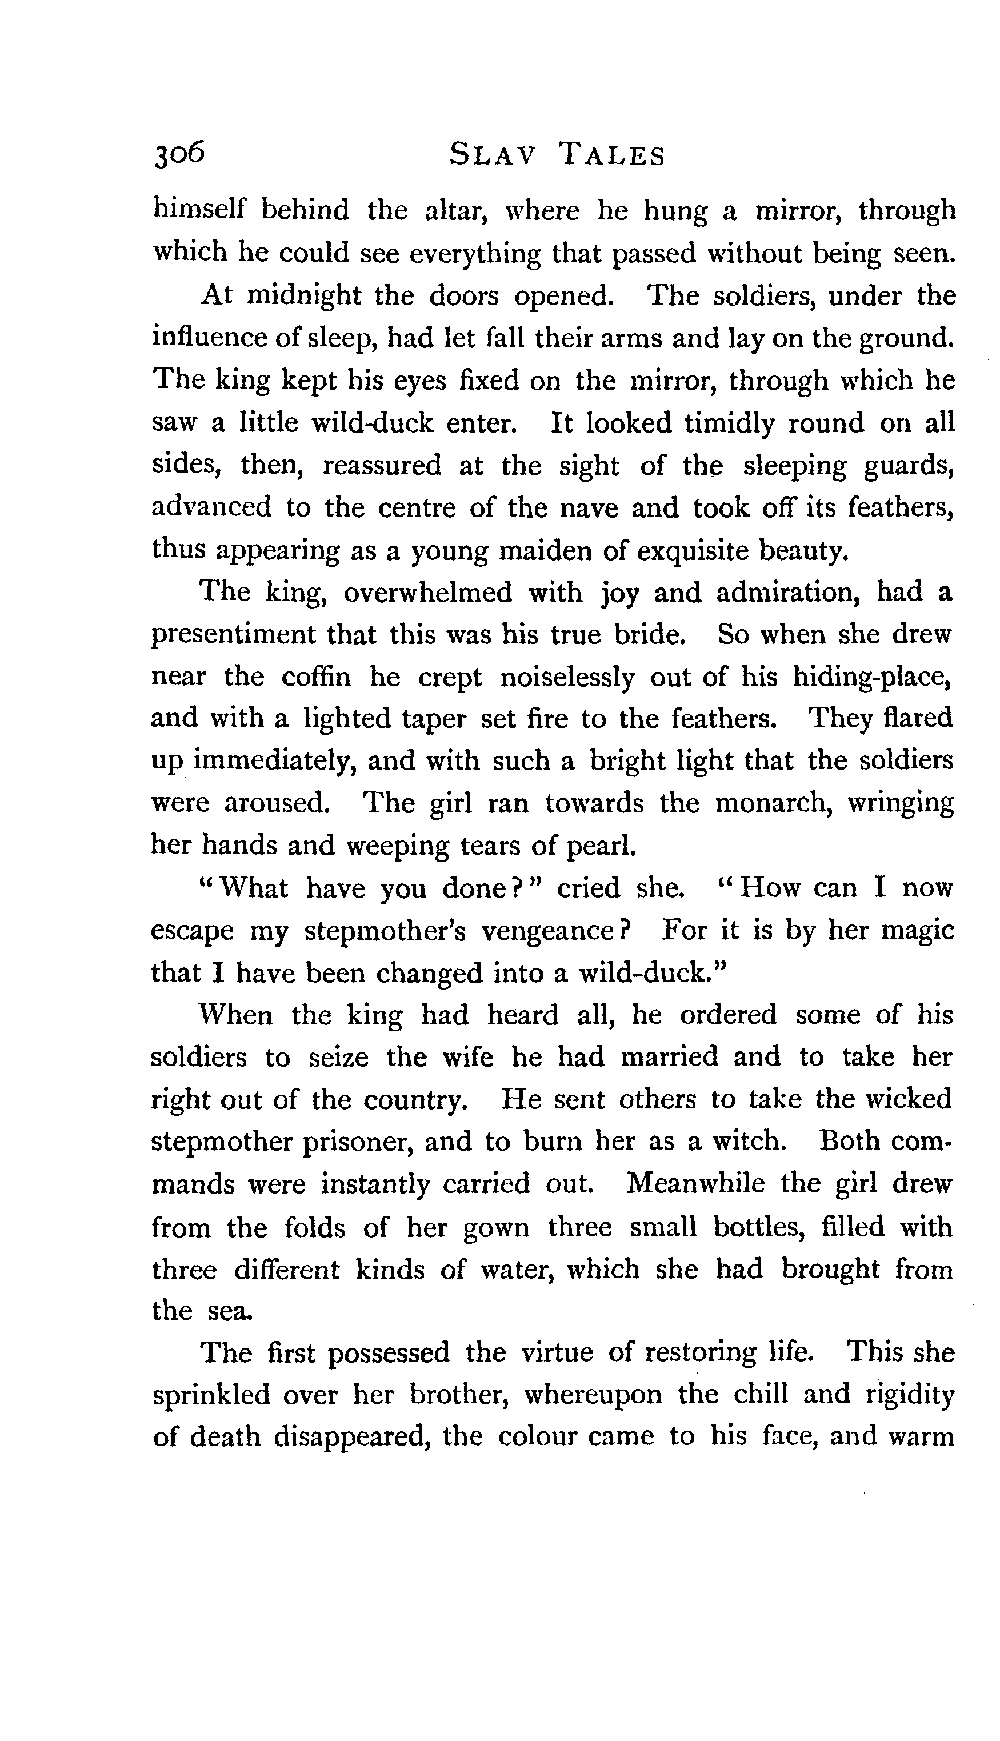 306 SLAV TALES
himself behind the altar, where he hung a mirror, through
which he could see everything that passed without being seen.
At midnight the doors opened. The soldiers, under the
influence of sleep, had let fall their arms and lay on the ground.
The king kept his eyes fixed on the mirror, through which he
saw a little wild-duck enter. It looked timidly round on all
sides, then, reassured at the sight of the sleeping guards,
advanced to the centre of the nave and took off its feathers,
thus appearing as a young maiden of exquisite beauty.
The king, overwhelmed with joy and admiration, had a
presentiment that this was his true bride. So when she drew
near the coffin he crept noiselessly out of his hiding-place,
and with a lighted taper set fire to the feathers. They flared
up immediately, and with such a bright light that the soldiers
were aroused. The girl ran towards the monarch, wringing
her hands and weeping tears of pearl.
"What have you done?" cried she. "How can I now
escape my stepmother's vengeance? For it is by her magic
that I have been changed into a wild-duck."
When the king had heard all, he ordered some of his
soldiers to seize the wife he had married and to take her
right out of the country. He sent others to take the wicked
stepmother prisoner, and to burn her as a witch. Both com-
mands were instantly carried out. Meanwhile the girl drew
from the folds of her gown three small bottles, filled with
three different kinds of water, which she had brought from
the sea.
The first possessed the virtue of restoring life. This she
sprinkled over her brother, whereupon the chill and rigidity
of death disappeared, the colour came to his face, and warm